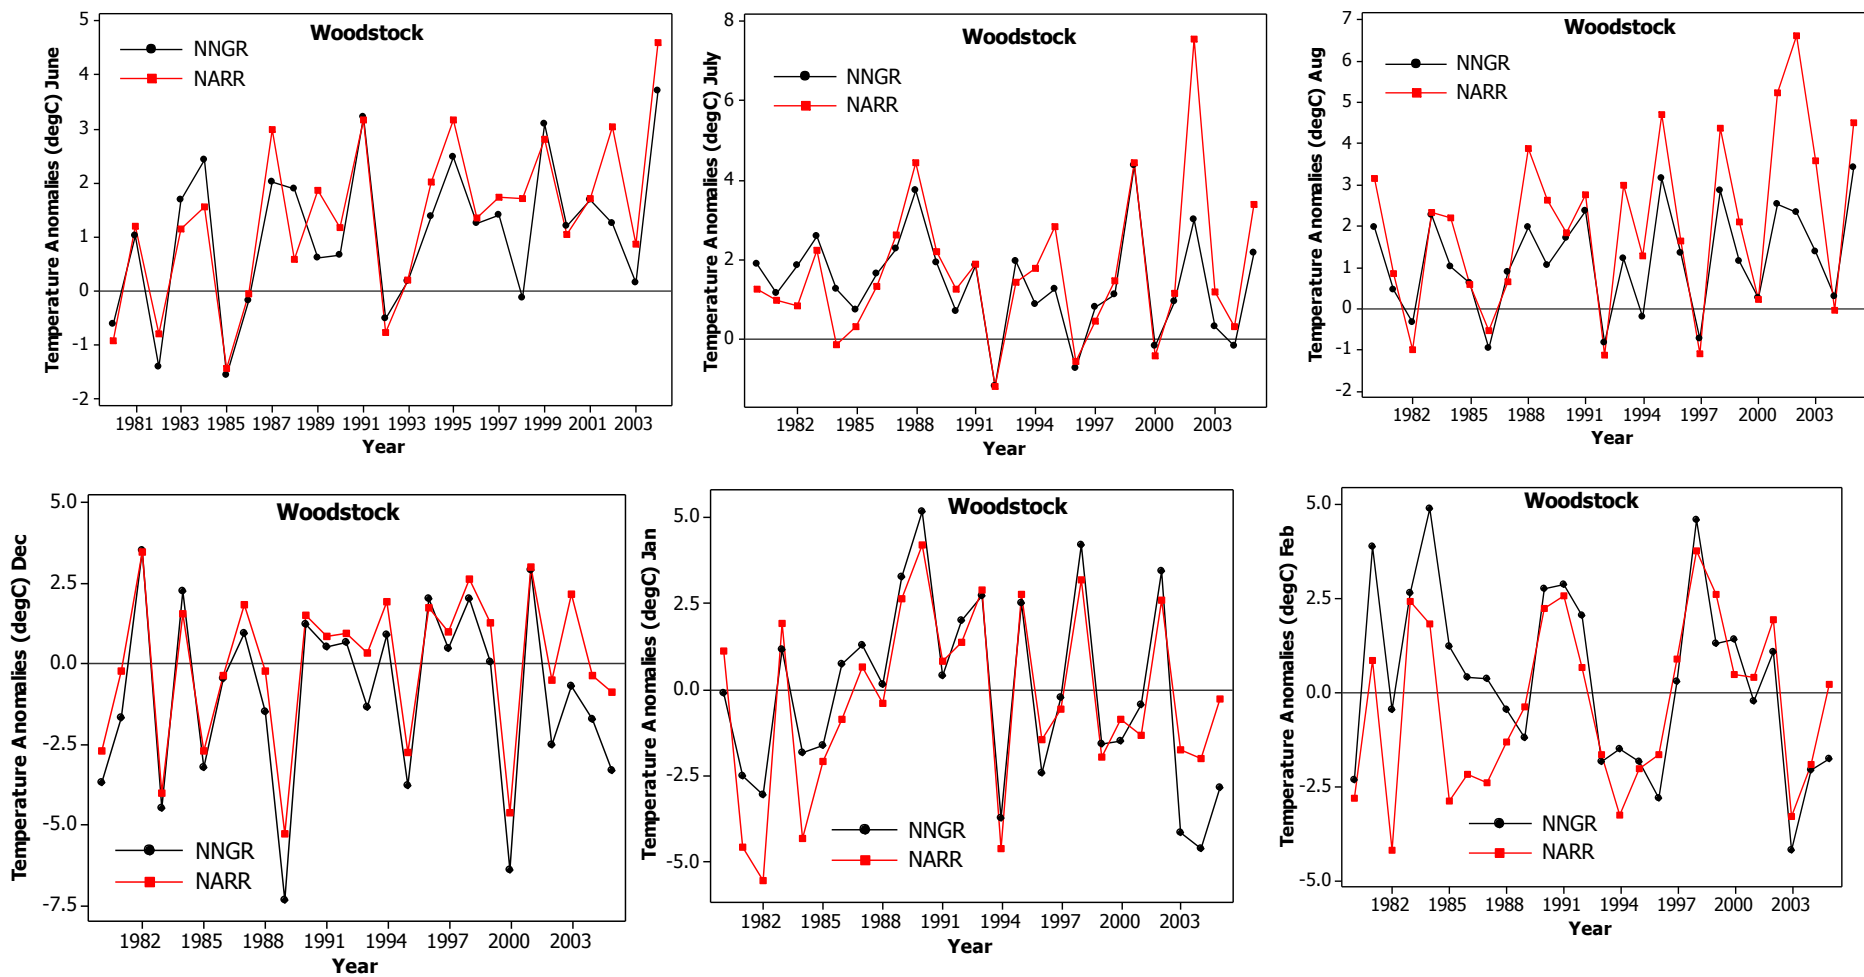 Woodstock
NNGR
NARR
Temperature Anomalies (degC) June
5
4
3
2
1
0
-1
-2
1981 1983 1985 1987 1989 1991 1993 1995 1997 1999 2001 2003
Year
Woodstock
NNGR
NARR
Temperature Anomalies (degC) July
8
6
4
2
0
1982 1985 1988 1991 1994 1997 2000 2003
Year
Woodstock
NNGR
NARR
Temperature Anomalies (degC) Aug
7
6
5
4
3
2
1
0
-1
-2
1982 1985 1988 1991 1994 1997 2000 2003
Year
Woodstock
NNGR
NARR
Temperature Anomalies (degC) Dec
5.0
2.5
0.0
-2.5
-5.0
-7.5
1982 1985 1988 1991 1994 1997 2000 2003
Year
Woodstock
NNGR
NARR
Temperature Anomalies (degC) Jan
5.0
2.5
0.0
-2.5
-5.0
1982 1985 1988 1991 1994 1997 2000 2003
Year
Woodstock
NNGR
NARR
Temperature Anomalies (degC) Feb
5.0
2.5
0.0
-2.5
-5.0
1982 1985 1988 1991 1994 1997 2000 2003
Year